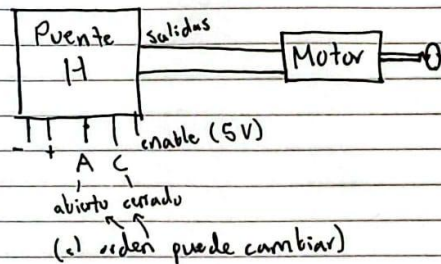 Puente
H
salidas
Motor
- + A C enable (5V)
abierto cerrado
(el orden puede cambiar)